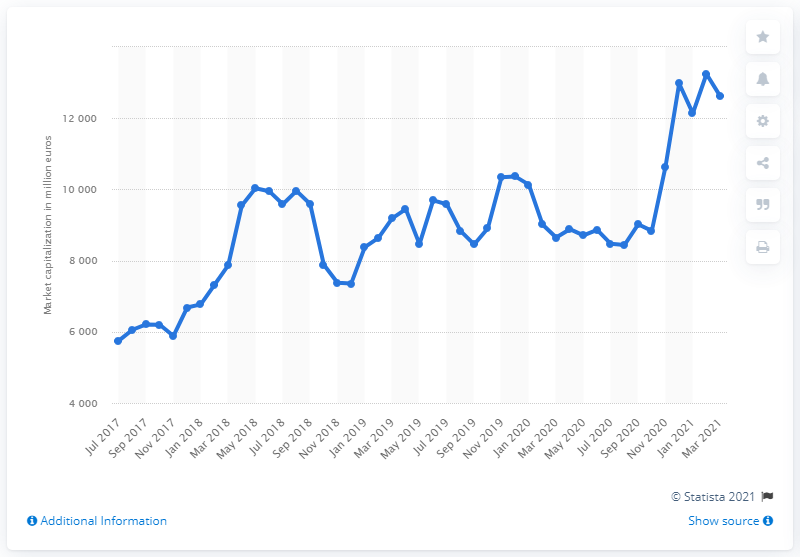 Market capitalization in million euros
12 000
10 000
8 000
6 000
4 000
Jul 2017
Sep 2017
Nov 2017
Jan 2018
Mar 2018
May 2018
Jul 2018
Sep 2018
Nov 2018
Jan 2019
Mar 2019
May 2019
Jul 2019
Sep 2019
Nov 2019
Jan 2020
Mar 2020
May 2020
Jul 2020
Sep 2020
Nov 2020
Jan 2021
Mar 2021
© Statista 2021
Additional Information
Show source